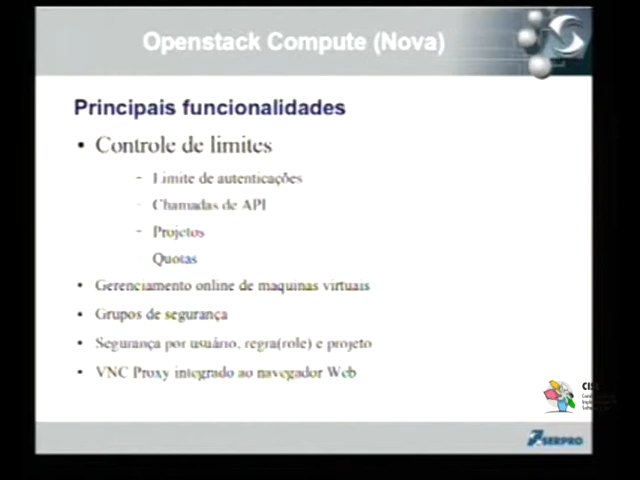 Openstack Compute (Nova)
Principais funcionalidades
• Controle de limites
- Limite de autenticações
- Chamadas de API
- Projetos
Quotas
• Gerenciamento online de maquinas virtuais
• Grupos de segurança
• Segurança por usuário, regra(role) e projeto
• VNC Proxy integrado ao navegador Web
SERPRO